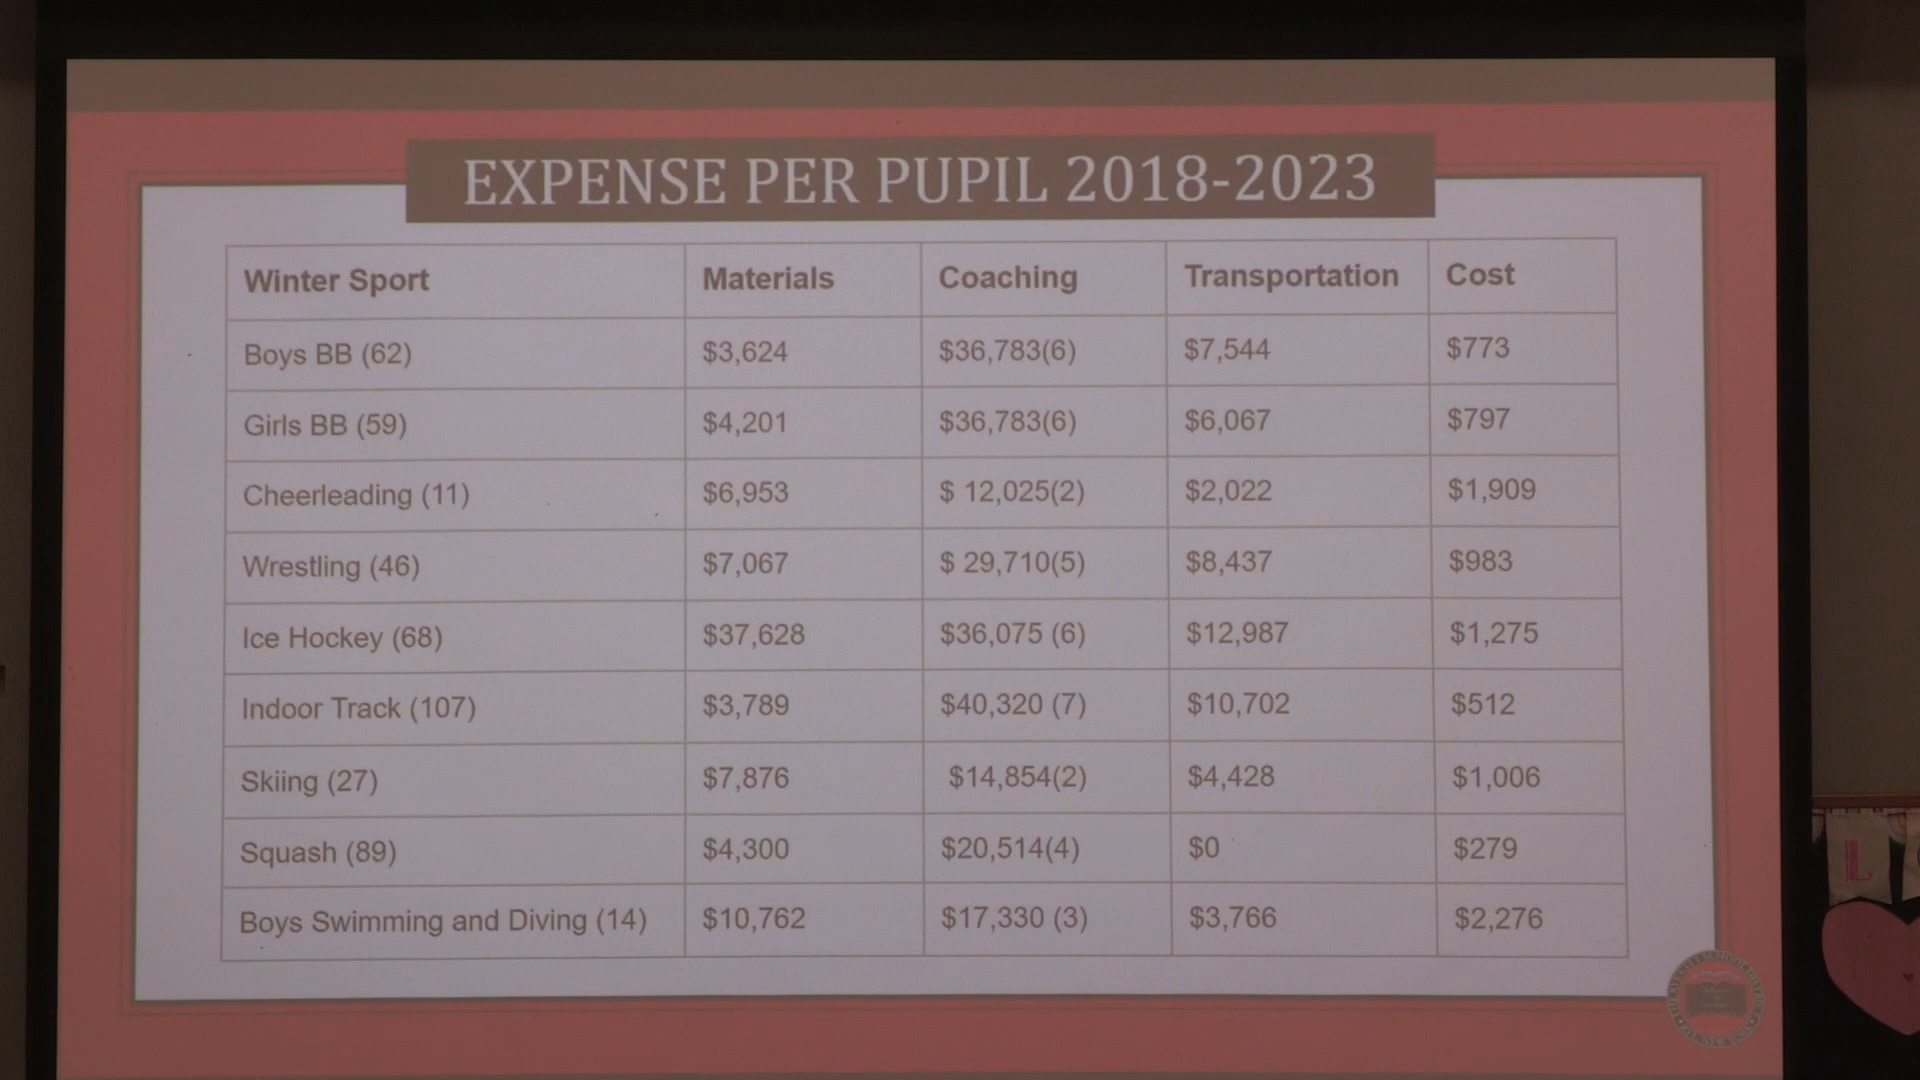 EXPENSE PER PUPIL 2018-2023
Winter Sport Materials Coaching Transportation Cost
Boys BB (62) $3,624 $36,783(6) $7,544 $773
Girls BB (59) $4,201 $36,783(6) $6,067 $797
Cheerleading (11) $6,953 $ 12,025(2) $2,022 $1,909
Wrestling (46) $7,067 $ 29,710(5) $8,437 $983
Ice Hockey (68) $37,628 $36,075 (6) $12,987 $1,275
Indoor Track (107) $3,789 $40,320 (7) $10,702 $512
Skiing (27) $7,876 $14,854(2) $4,428 $1,006
Squash (89) $4,300 $20,514(4) $0 $279
Boys Swimming and Diving (14) $10,762 $17,330 (3) $3,766 $2,276
L